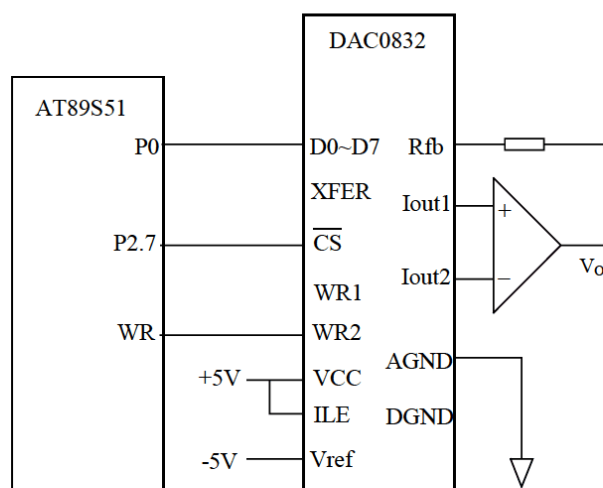 DAC0832
AT89S51
P0
D0~D7
Rfb
XFER
Iout1
+
P2.7
CS
Iout2
−
Vo
WR1
WR
WR2
AGND
+5V
VCC
ILE
DGND
-5V
Vref